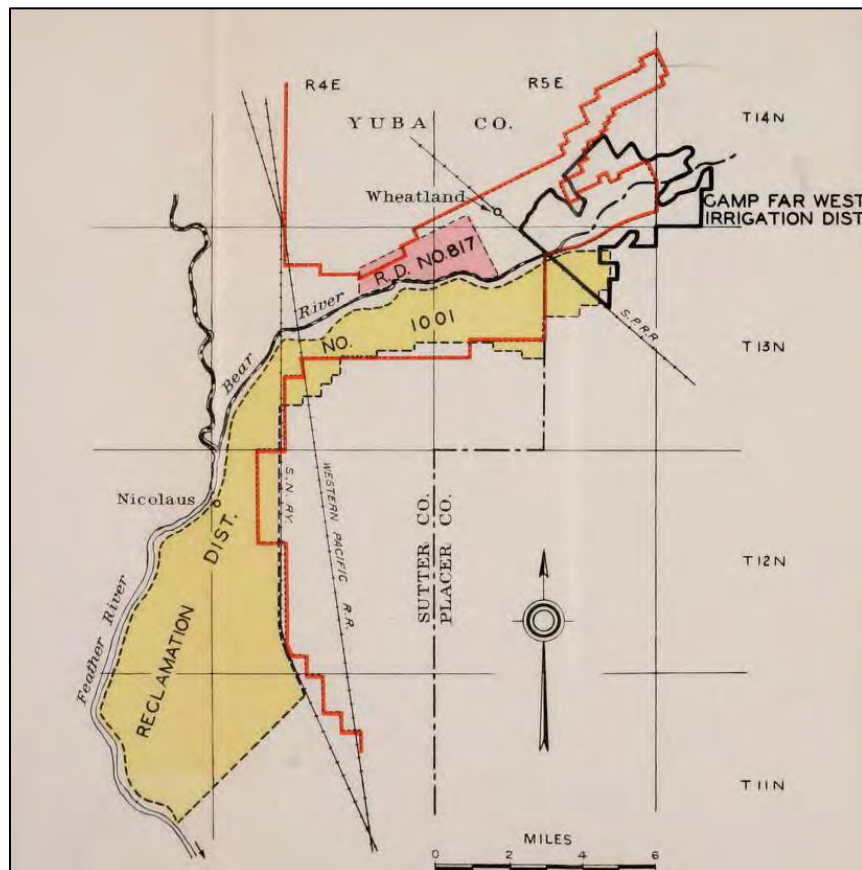 R4E
R5E
YUBA CO.
T14N
Wheatland
CAMP FAR WEST
IRRIGATION DIST.
R.D. NO. 817
River
Bear
NO. 1001
S.P.R.R.
T13N
Nicolaus
S.N. RY.
WESTERN PACIFIC R.R.
DIST.
RECLAMATION
SUTTER CO.
PLACER CO.
T12N
Feather River
T11N
MILES
0 2 4 6